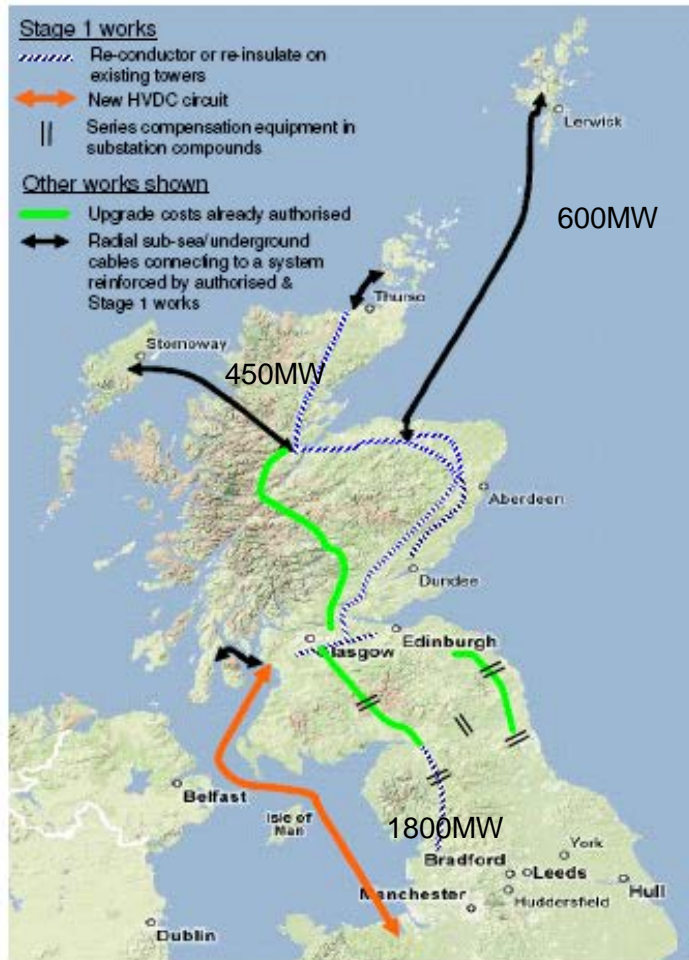 Stage 1 works
Re-conductor or re-insulate on
existing towers
New HVDC circuit
Series compensation equipment in
substation compounds
Other works shown
Upgrade costs already authorised
Radial sub-sea/underground
cables connecting to a system
reinforced by authorised &
Stage 1 works
Lerwick
600MW
Thurso
Stornoway
450MW
Aberdeen
Dundee
Edinburgh
Glasgow
Belfast
Isle of
Man
1800MW
York
Bradford
Leeds
Hull
Manchester
Huddersfield
Dublin